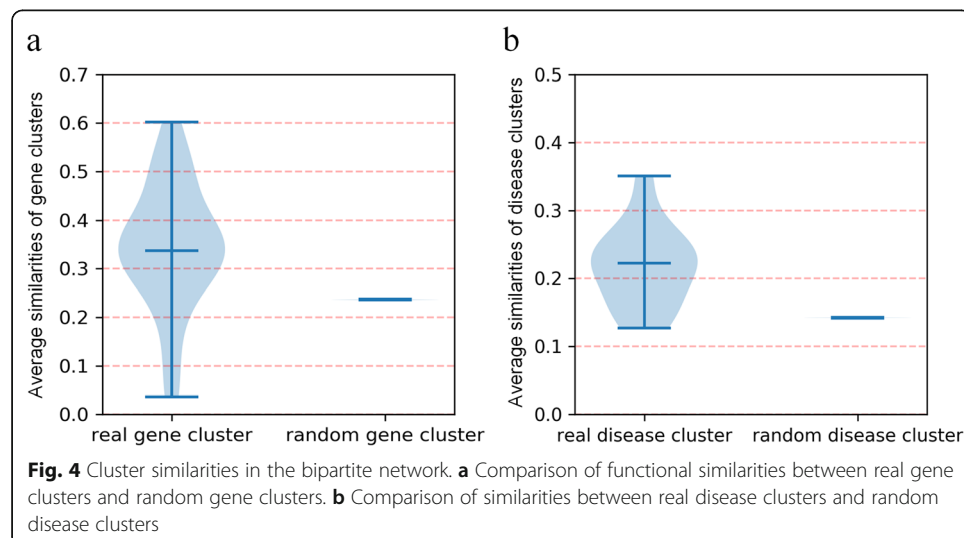 a
Average similarities of gene clusters
0.7
0.6
0.5
0.4
0.3
0.2
0.1
0.0
real gene cluster random gene cluster
b
Average similarities of disease clusters
0.5
0.4
0.3
0.2
0.1
0.0
real disease cluster random disease cluster
Fig. 4 Cluster similarities in the bipartite network. a Comparison of functional similarities between real gene
clusters and random gene clusters. b Comparison of similarities between real disease clusters and random
disease clusters